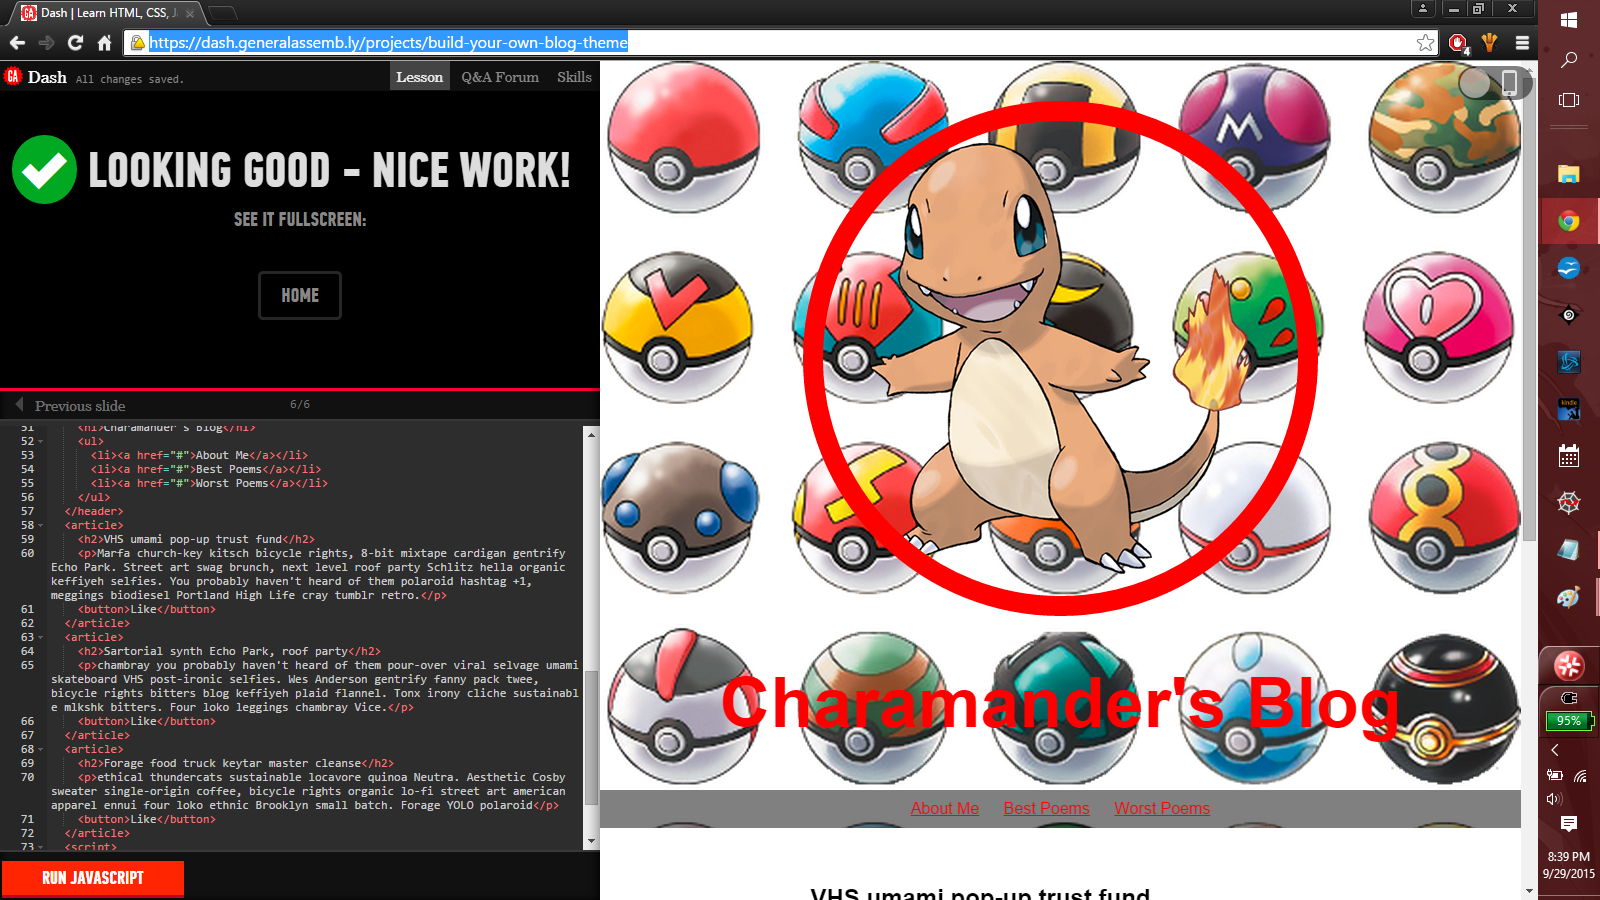 Dash | Learn HTML, CSS, J
https://dash.generalassemb.ly/projects/build-your-own-blog-theme
4
GA Dash All changes saved. Lesson Q&A Forum Skills
LOOKING GOOD - NICE WORK!
SEE IT FULLSCREEN:
HOME
Previous slide 6/6
51 <h1>Charamander's Blog</h1>
52 <ul>
53 <li><a href="#">About Me</a></li>
54 <li><a href="#">Best Poems</a></li>
55 <li><a href="#">Worst Poems</a></li>
56 </ul>
57 </header>
58 <article>
59 <h2>VHS umami pop-up trust fund</h2>
60 <p>Marfa church-key kitsch bicycle rights, 8-bit mixtape cardigan gentrify
Echo Park. Street art swag brunch, next level roof party Schlitz hella organic
keffiyeh selfies. You probably haven't heard of them polaroid hashtag +1,
meggings biodiesel Portland High Life cray tumblr retro.</p>
61 <button>Like</button>
62 </article>
63 <article>
64 <h2>Sartorial synth Echo Park, roof party</h2>
65 <p>chambray you probably haven't heard of them pour-over viral selvage umami
skateboard VHS post-ironic selfies. Wes Anderson gentrify fanny pack twee,
bicycle rights bitters blog keffiyeh plaid flannel. Tonx irony cliche sustainabl
e mlkshk bitters. Four loko leggings chambray Vice.</p>
66 <button>Like</button>
67 </article>
68 <article>
69 <h2>Forage food truck keytar master cleanse</h2>
70 <p>ethical thundercats sustainable locavore quinoa Neutra. Aesthetic Cosby
sweater single-origin coffee, bicycle rights organic lo-fi street art american
apparel ennui four loko ethnic Brooklyn small batch. Forage YOLO polaroid</p>
71 <button>Like</button>
72 </article>
73 <script>
RUN JAVASCRIPT
M
Charamander's Blog
About Me Best Poems Worst Poems
VHS umami pop-up trust fund
kindle
95%
8:39 PM
9/29/2015